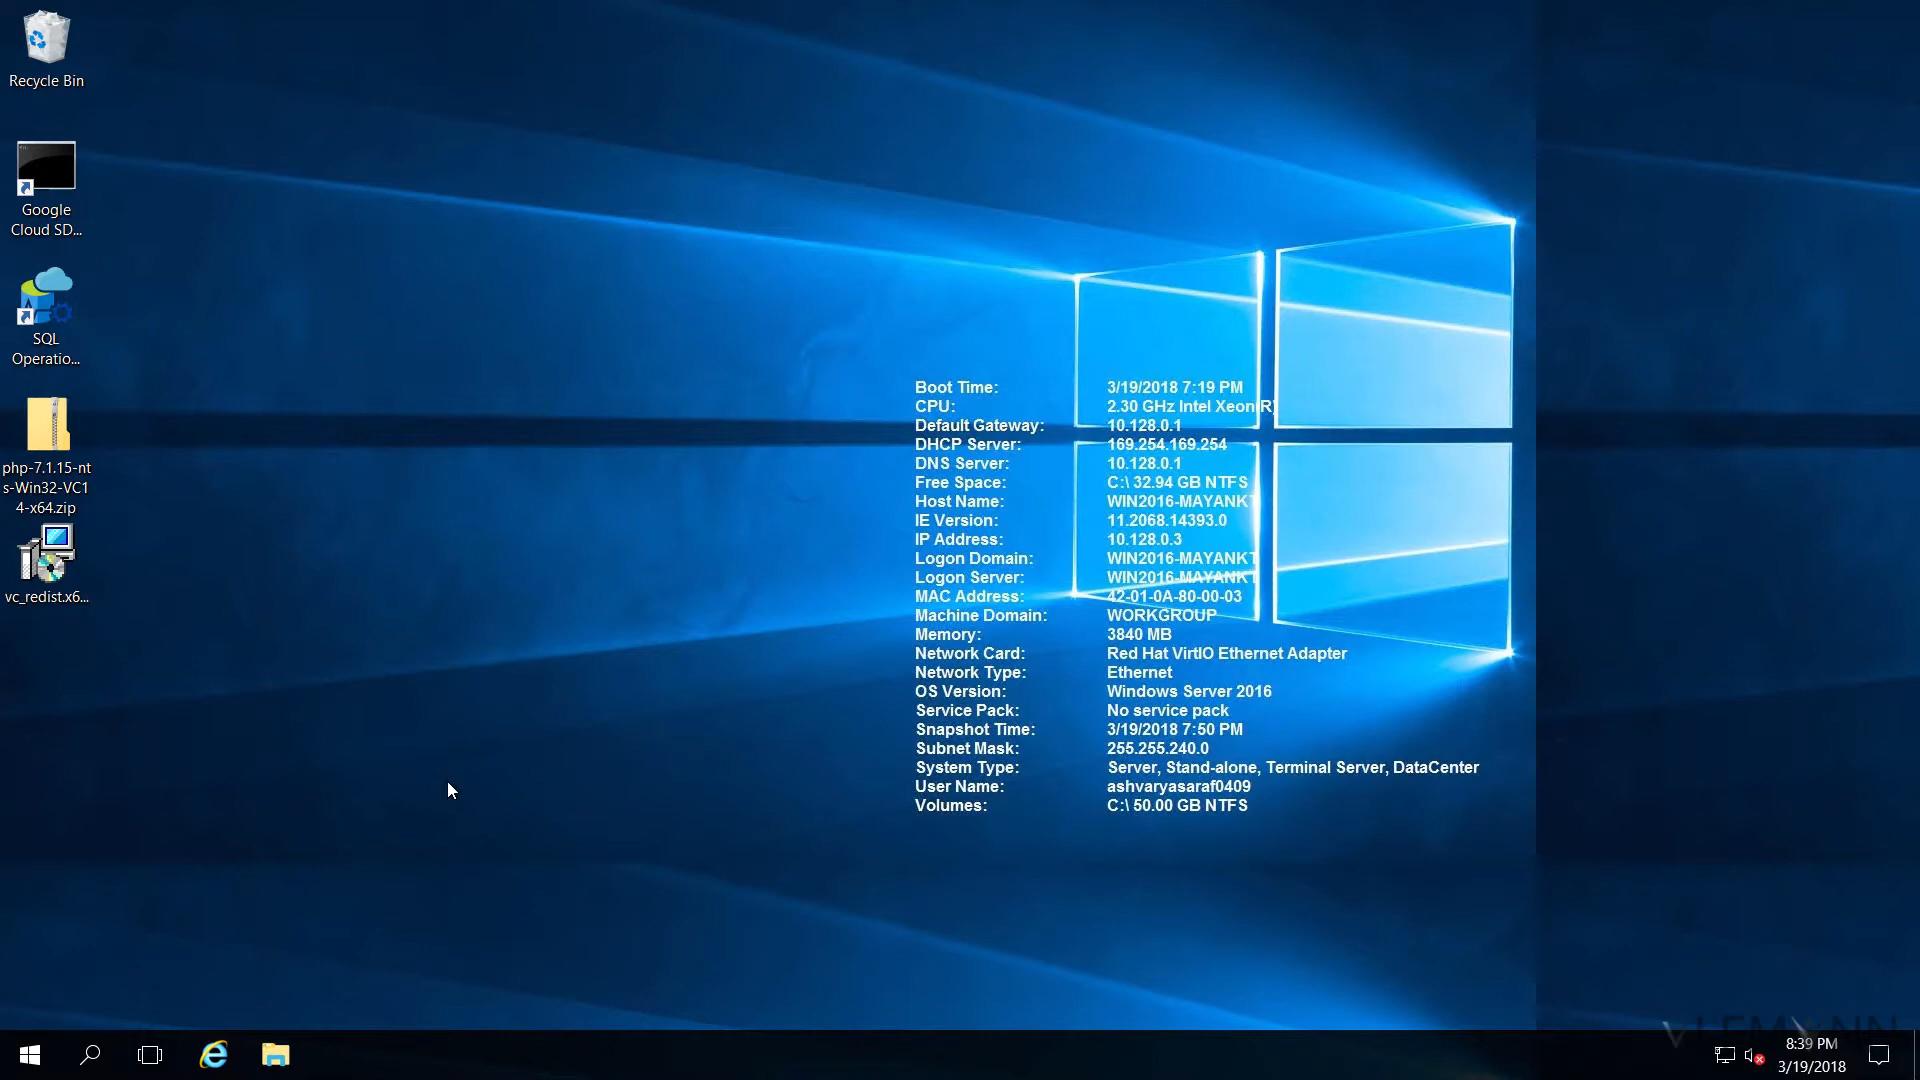 Recycle Bin
Google
Cloud SD...
SQL
Operatio...
php-7.1.15-nt
s-Win32-VC1
4-x64.zip
vc_redist.x6...
Boot Time: 3/19/2018 7:19 PM
CPU: 2.30 GHz Intel Xeon(R)
Default Gateway: 10.128.0.1
DHCP Server: 169.254.169.254
DNS Server: 10.128.0.1
Free Space: C:\ 32.94 GB NTFS
Host Name: WIN2016-MAYANKT
IE Version: 11.2068.14393.0
IP Address: 10.128.0.3
Logon Domain: WIN2016-MAYANKT
Logon Server: WIN2016-MAYANKT
MAC Address: 42-01-0A-80-00-03
Machine Domain: WORKGROUP
Memory: 3840 MB
Network Card: Red Hat VirtIO Ethernet Adapter
Network Type: Ethernet
OS Version: Windows Server 2016
Service Pack: No service pack
Snapshot Time: 3/19/2018 7:50 PM
Subnet Mask: 255.255.240.0
System Type: Server, Stand-alone, Terminal Server, DataCenter
User Name: ashvaryasaraf0409
Volumes: C:\ 50.00 GB NTFS
8:39 PM
3/19/2018